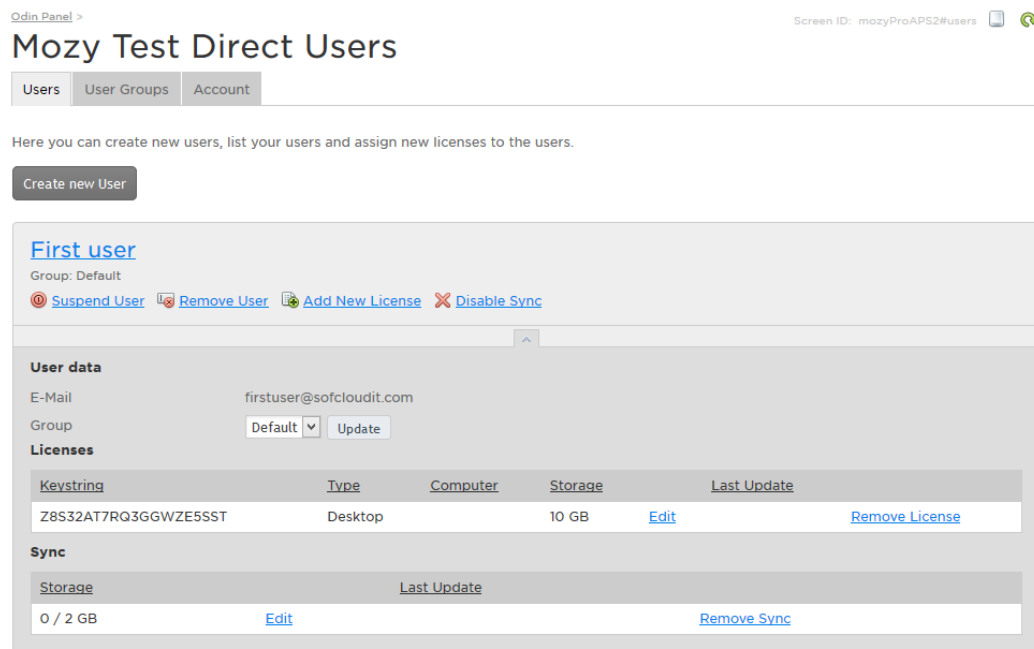 Odin Panel >
Screen ID: mozyProAPS2#users
Mozy Test Direct Users
Users User Groups Account
Here you can create new users, list your users and assign new licenses to the users.
Create new User
First user
Group: Default
Suspend User Remove User Add New License Disable Sync
User data
E-Mail firstuser@sofcloudit.com
Group Default Update
Licenses
Keystring Type Computer Storage Last Update
Z8S32AT7RQ3GGWZE5SST Desktop 10 GB Edit Remove License
Sync
Storage Last Update
0 / 2 GB Edit Remove Sync